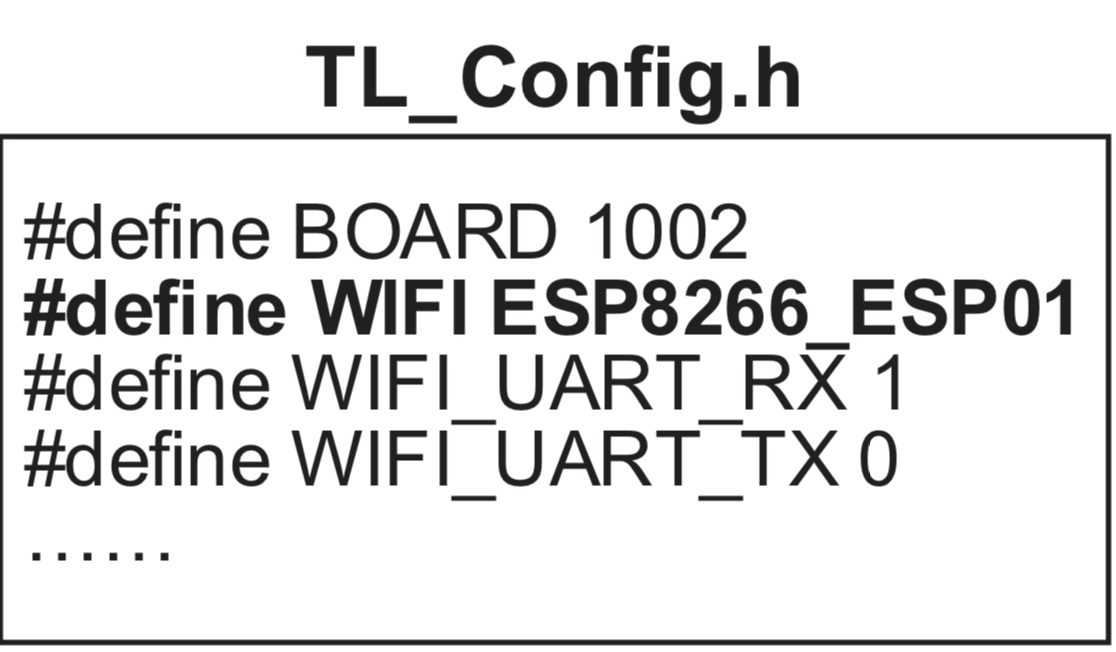 TL_Config.h
#define BOARD 1002
#define WIFI ESP8266_ESP01
#define WIFI_UART_RX 1
#define WIFI_UART_TX 0
......